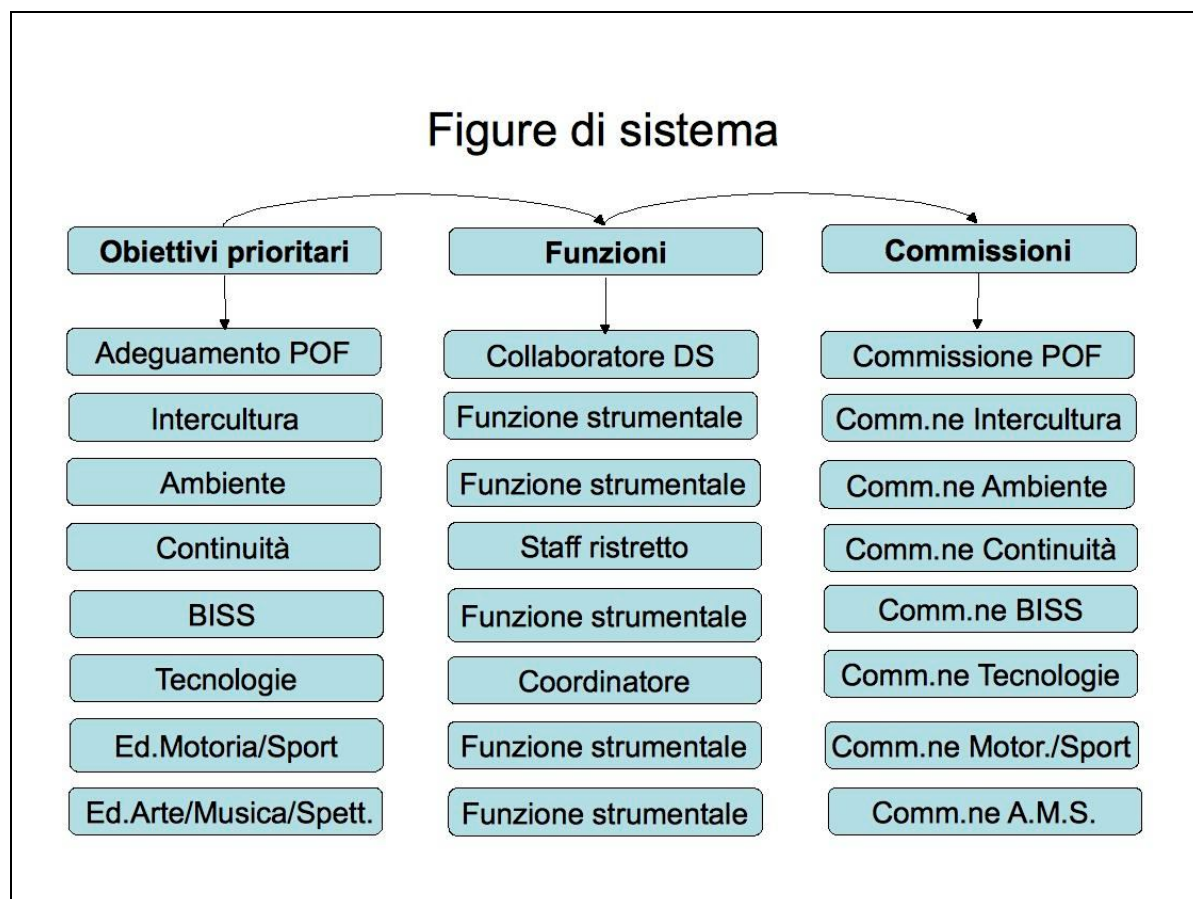 Figure di sistema
Obiettivi prioritari
Funzioni
Commissioni
Adeguamento POF
Collaboratore DS
Commissione POF
Intercultura
Funzione strumentale
Comm.ne Intercultura
Ambiente
Funzione strumentale
Comm.ne Ambiente
Continuità
Staff ristretto
Comm.ne Continuità
BISS
Funzione strumentale
Comm.ne BISS
Tecnologie
Coordinatore
Comm.ne Tecnologie
Ed.Motoria/Sport
Funzione strumentale
Comm.ne Motor./Sport
Ed.Arte/Musica/Spett.
Funzione strumentale
Comm.ne A.M.S.